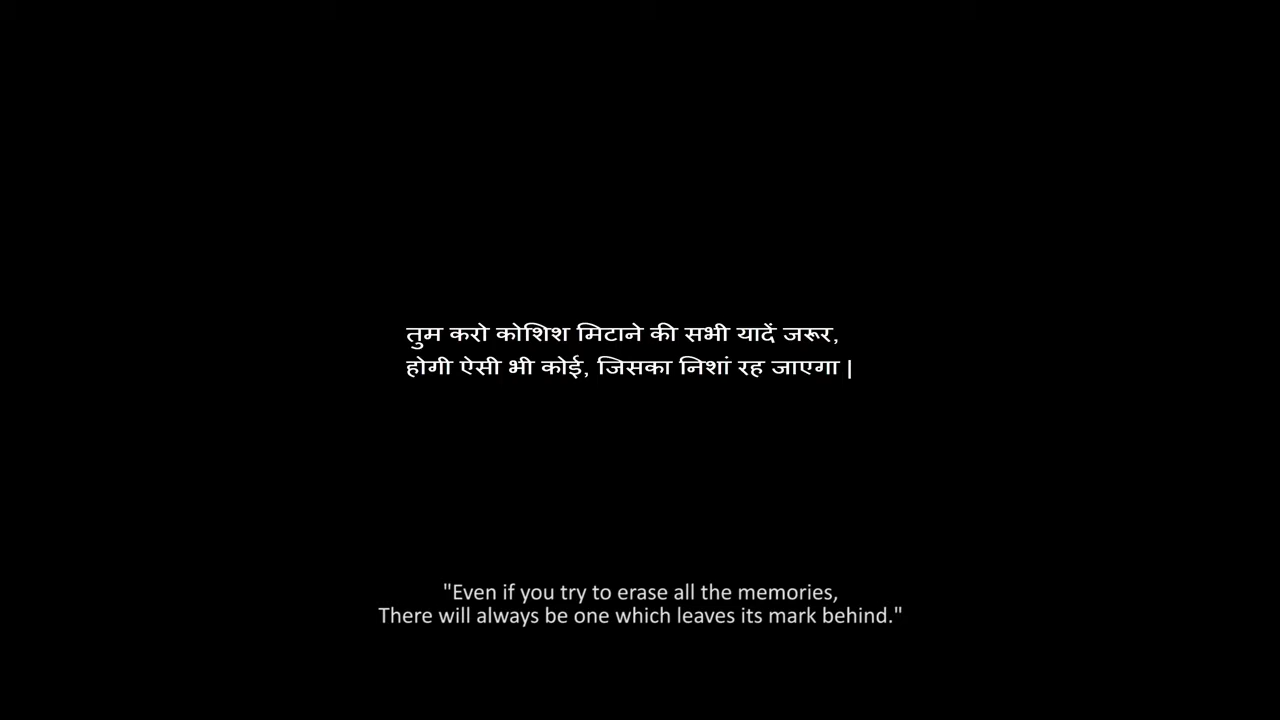 तुम करो कोशिश मिटाने की सभी यादें जरूर,
होगी ऐसी भी कोई, जिसका निशां रह जाएगा |
"Even if you try to erase all the memories,
There will always be one which leaves its mark behind."